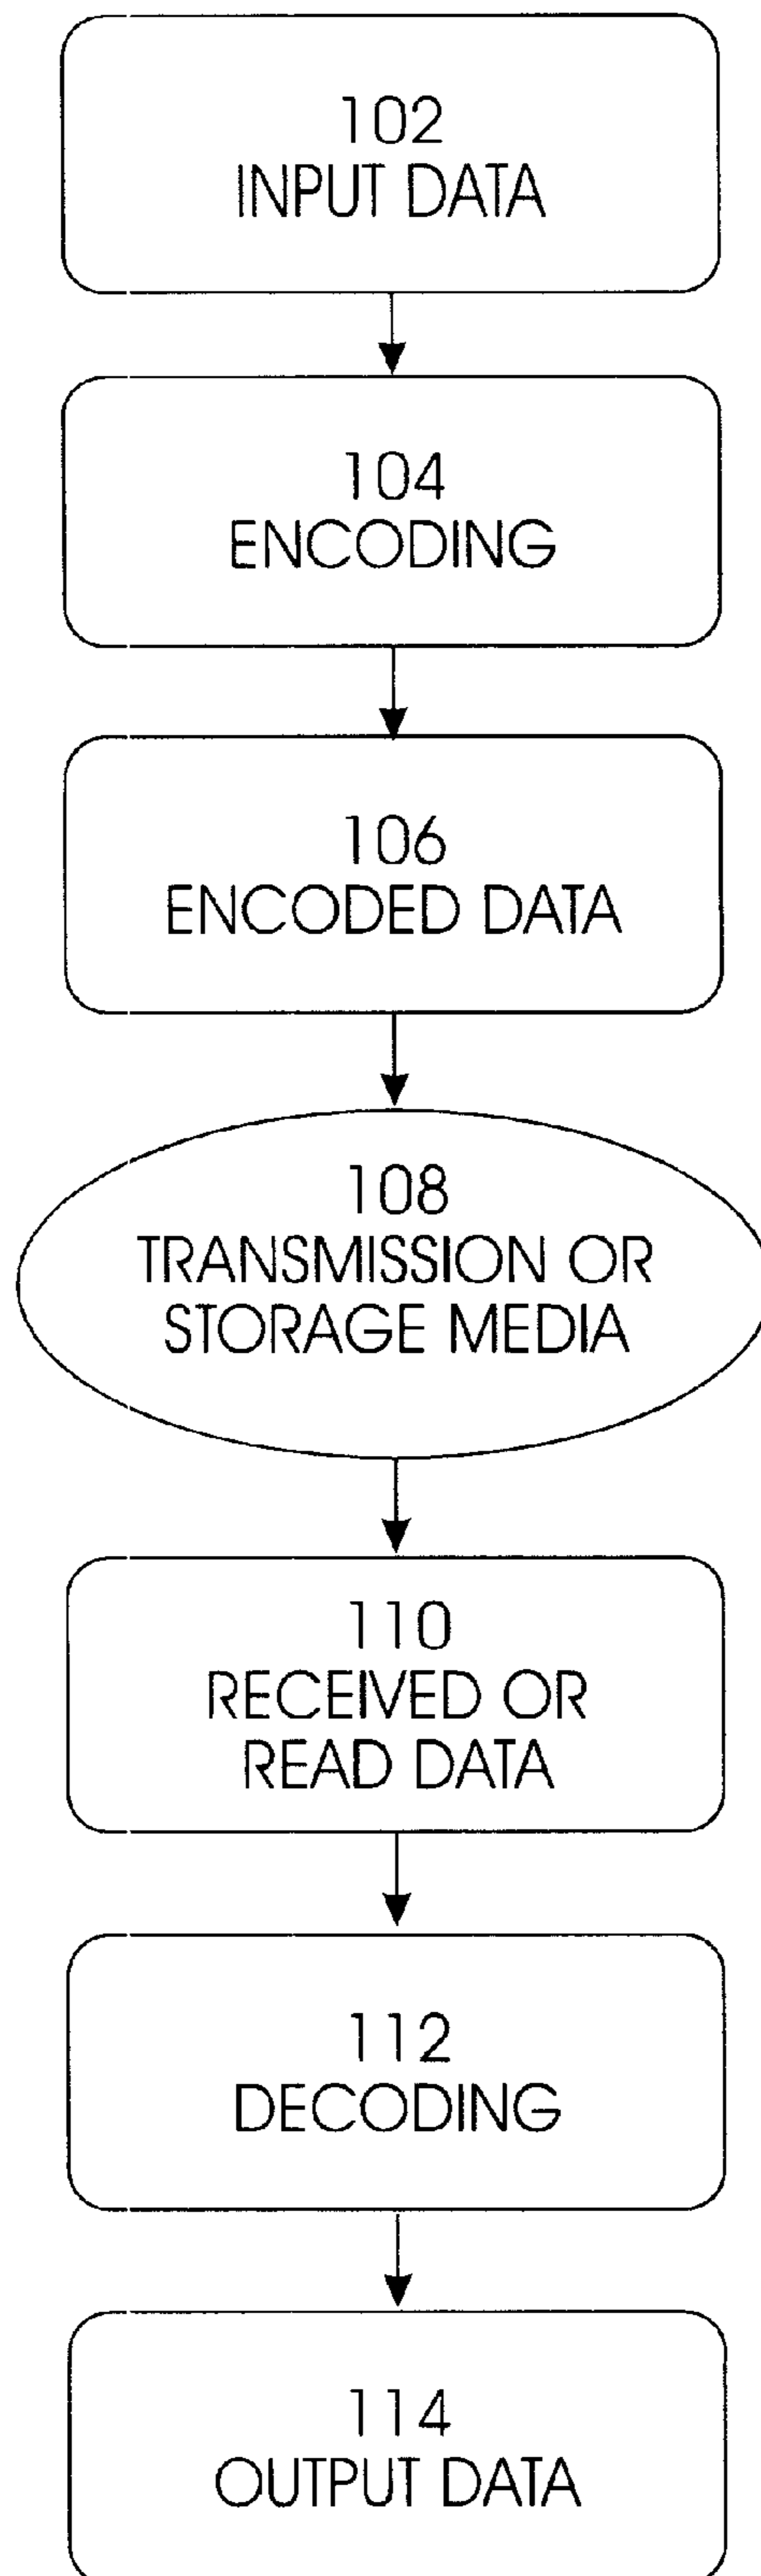 102
INPUT DATA
104
ENCODING
106
ENCODED DATA
108
TRANSMISSION OR
STORAGE MEDIA
110
RECEIVED OR
READ DATA
112
DECODING
114
OUTPUT DATA